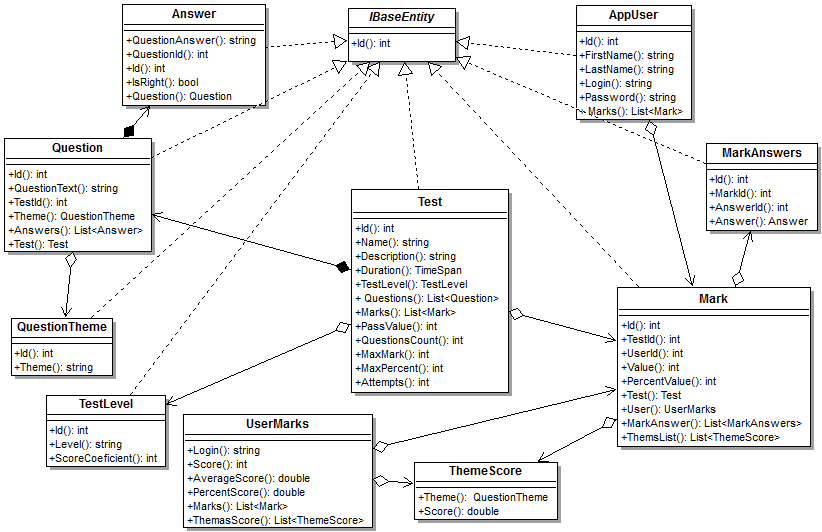 Answer
+QuestionAnswer(): string
+QuestionId(): int
+Id(): int
+IsRight(): bool
+Question(): Question
IBaseEntity
+Id(): int
AppUser
+Id(): int
+FirstName(): string
+LastName(): string
+Login(): string
+Password(): string
+Marks(): List<Mark>
Question
+Id(): int
+QuestionText(): string
+TestId(): int
+Theme(): QuestionTheme
+Answers(): List<Answer>
+Test(): Test
MarkAnswers
+Id(): int
+MarkId(): int
+AnswerId(): int
+Answer(): Answer
Test
+Id(): int
+Name(): string
+Description(): string
+Duration(): TimeSpan
+TestLevel(): TestLevel
+ Questions(): List<Question>
+Marks(): List<Mark>
+PassValue(): int
+QuestionsCount(): int
+MaxMark(): int
+MaxPercent(): int
+Attempts(): int
Mark
+Id(): int
+TestId(): int
+UserId(): int
+Value(): int
+PercentValue(): int
+Test(): Test
+User(): UserMarks
+MarkAnswer(): List<MarkAnswers>
+ThemsList(): List<ThemeScore>
QuestionTheme
+Id(): int
+Theme(): string
TestLevel
+Id(): int
+Level(): string
+ScoreCoeficient(): int
UserMarks
+Login(): string
+Score(): int
+AverageScore(): double
+PercentScore(): double
+Marks(): List<Mark>
+ThemasScore(): List<ThemeScore>
ThemeScore
+Theme(): QuestionTheme
+Score(): double